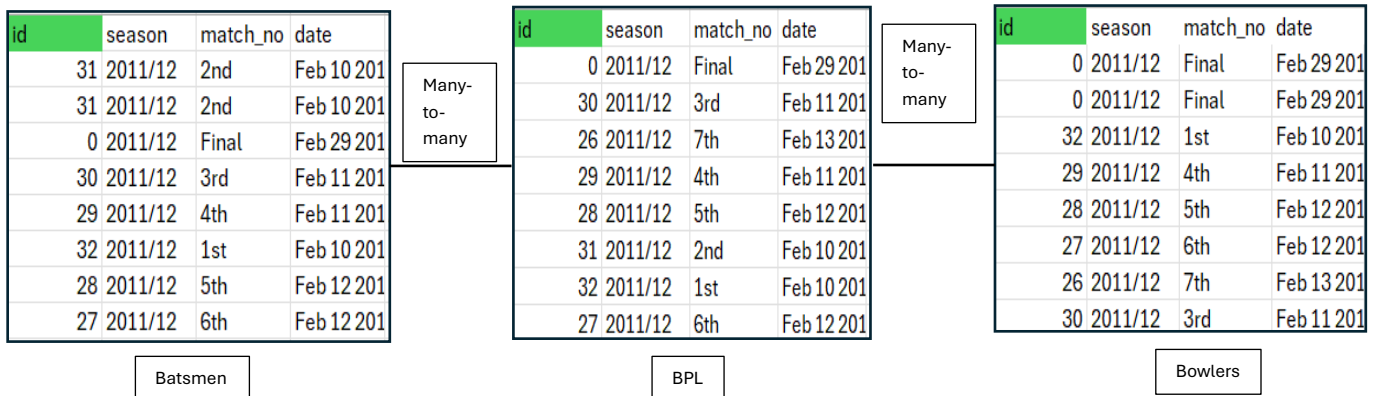 id season match_no date
31 2011/12 2nd Feb 10 201
31 2011/12 2nd Feb 10 201
0 2011/12 Final Feb 29 201
30 2011/12 3rd Feb 11 201
29 2011/12 4th Feb 11 201
32 2011/12 1st Feb 10 201
28 2011/12 5th Feb 12 201
27 2011/12 6th Feb 12 201
Batsmen
Many-
to-
many
id season match_no date
0 2011/12 Final Feb 29 201
30 2011/12 3rd Feb 11 201
26 2011/12 7th Feb 13 201
29 2011/12 4th Feb 11 201
28 2011/12 5th Feb 12 201
31 2011/12 2nd Feb 10 201
32 2011/12 1st Feb 10 201
27 2011/12 6th Feb 12 201
BPL
Many-
to-
many
id season match_no date
0 2011/12 Final Feb 29 201
0 2011/12 Final Feb 29 201
32 2011/12 1st Feb 10 201
29 2011/12 4th Feb 11 201
28 2011/12 5th Feb 12 201
27 2011/12 6th Feb 12 201
26 2011/12 7th Feb 13 201
30 2011/12 3rd Feb 11 201
Bowlers